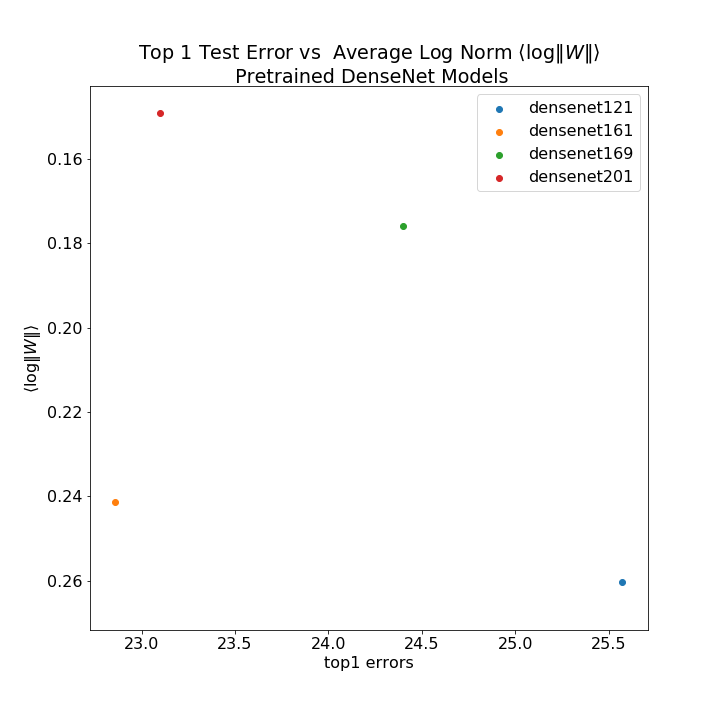 Top 1 Test Error vs  Average Log Norm ⟨log‖W‖⟩
Pretrained DenseNet Models
densenet121
densenet161
densenet169
densenet201
0.16
0.18
0.20
0.22
0.24
0.26
⟨log‖W‖⟩
23.0 23.5 24.0 24.5 25.0 25.5
top1 errors